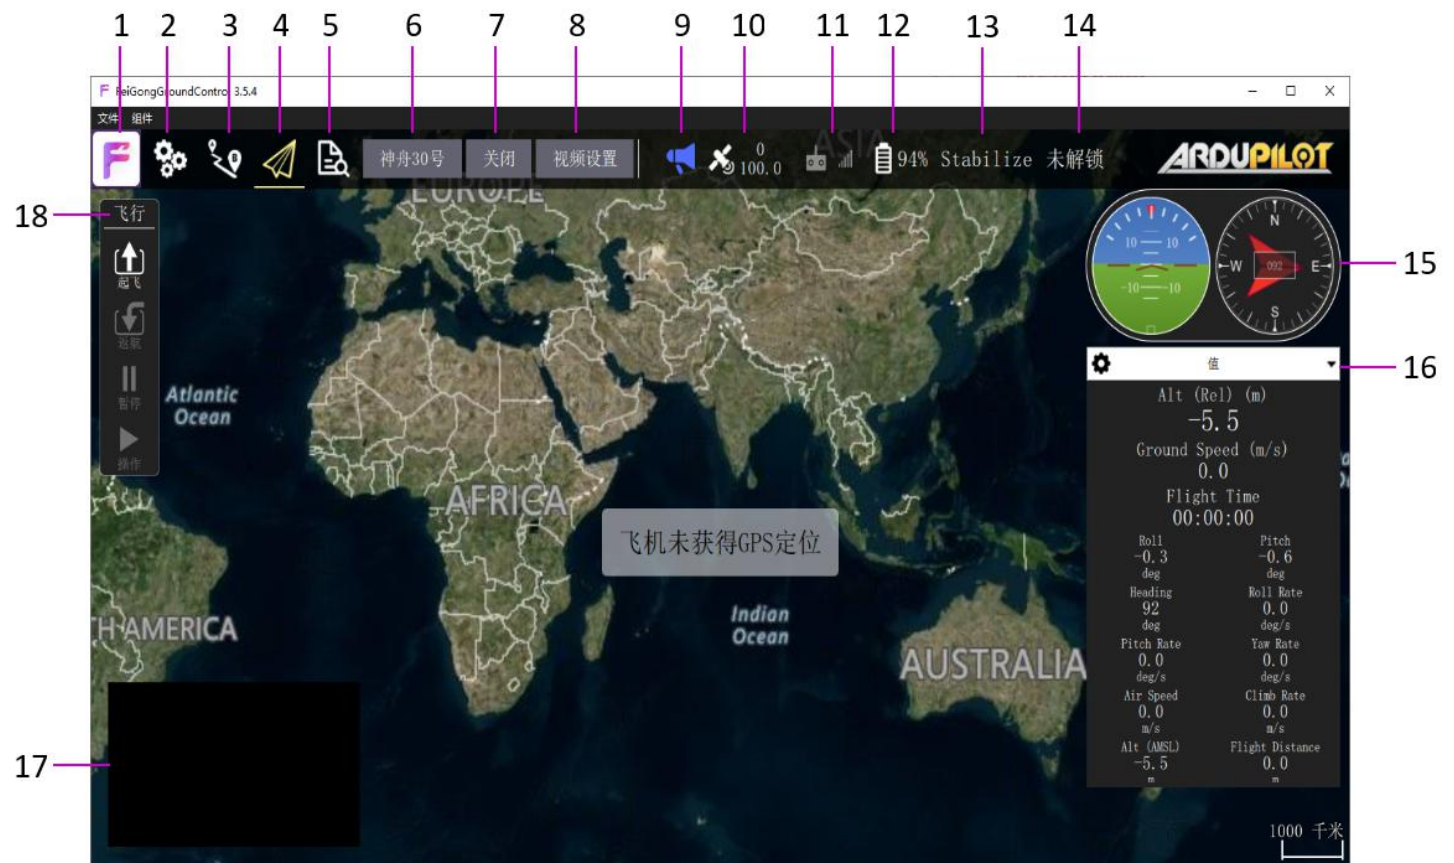 1 2 3 4 5 6 7 8 9 10 11 12 13 14
FeiGongGroundControl 3.5.4
文件 组件
神舟30号 关闭 视频设置 0 100.0 94% Stabilize 未解锁 ARDUPILOT
ASIA
EUROPE
18
飞行
起飞
返航
暂停
操作
N
W 092 E
S
10 10
-10 10
15
值
16
Alt (Rel) (m)
-5.5
Ground Speed (m/s)
0.0
Flight Time
00:00:00
Roll Pitch
-0.3 -0.6
deg deg
Heading Roll Rate
92 0.0
deg deg/s
Pitch Rate Yaw Rate
0.0 0.0
deg/s deg/s
Air Speed Climb Rate
0.0 0.0
m/s m/s
Alt (AMSL) Flight Distance
-5.5 0.0
m m
Atlantic
Ocean
AFRICA
飞机未获得GPS定位
Indian
Ocean
TH AMERICA
AUSTRALIA
17
1000 千米